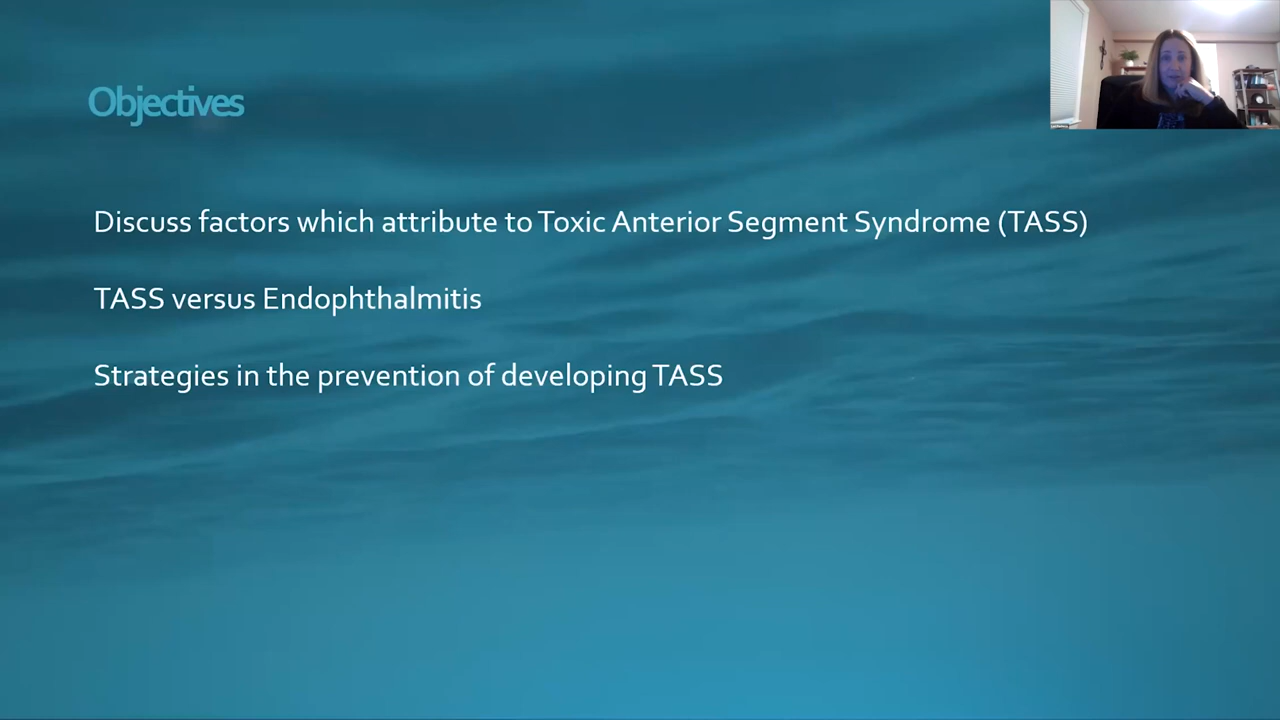 Objectives
Discuss factors which attribute to Toxic Anterior Segment Syndrome (TASS)
TASS versus Endophthalmitis
Strategies in the prevention of developing TASS